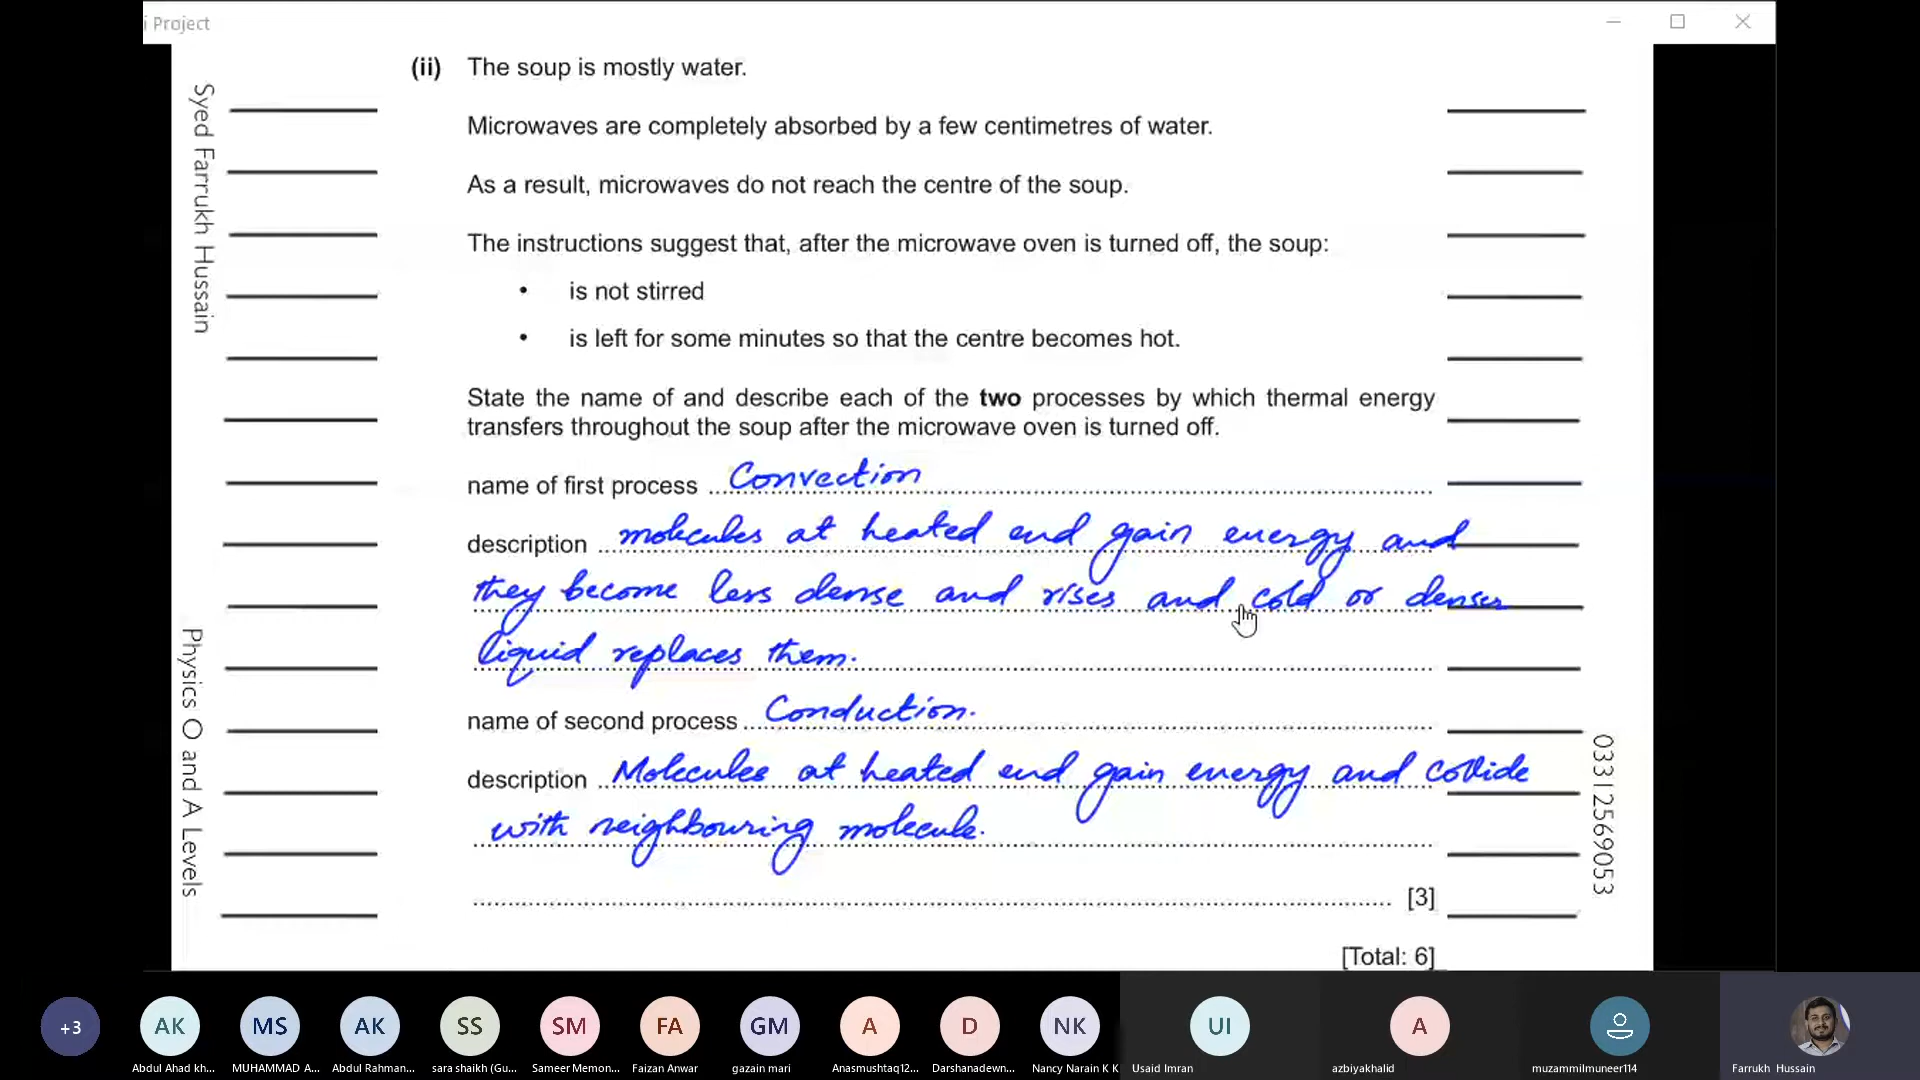 i Project
(ii) The soup is mostly water.
Microwaves are completely absorbed by a few centimetres of water.
As a result, microwaves do not reach the centre of the soup.
The instructions suggest that, after the microwave oven is turned off, the soup:
• is not stirred
• is left for some minutes so that the centre becomes hot.
State the name of and describe each of the two processes by which thermal energy
transfers throughout the soup after the microwave oven is turned off.
name of first process Convection
description molecules at heated end gain energy and
they become less dense and rises and cold or denser
liquid replaces them.
name of second process Conduction.
description Molecules at heated end gain energy and collide
with neighbouring molecule.
[3]
[Total: 6]
Syed Farrukh Hussain
Physics O and A Levels
03312569053
+3 AK MS AK SS SM FA GM A D NK UI A
Abdul Ahad kh... MUHAMMAD A... Abdul Rahman... sara shaikh (Gu... Sameer Memon... Faizan Anwar gazain mari Anasmushtaq12... Darshanadewn... Nancy Narain K K Usaid Imran azbiyakhalid muzammilmuneer114 Farrukh Hussain